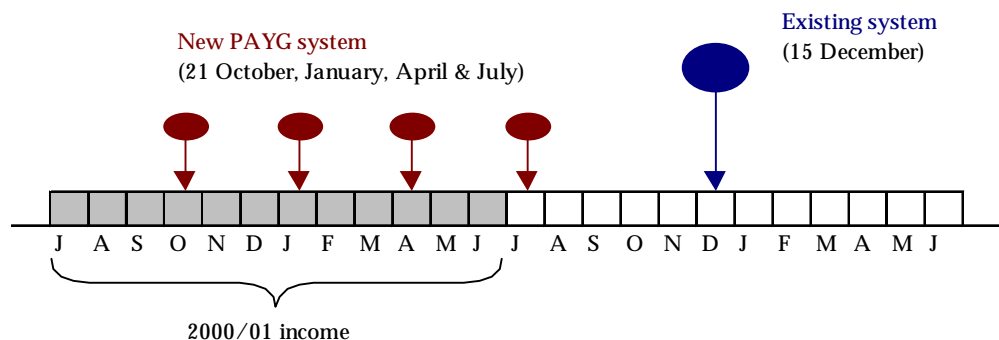 New PAYG system
(21 October, January, April & July)
Existing system
(15 December)
J A S O N D J F M A M J J A S O N D J F M A M J
2000/01 income